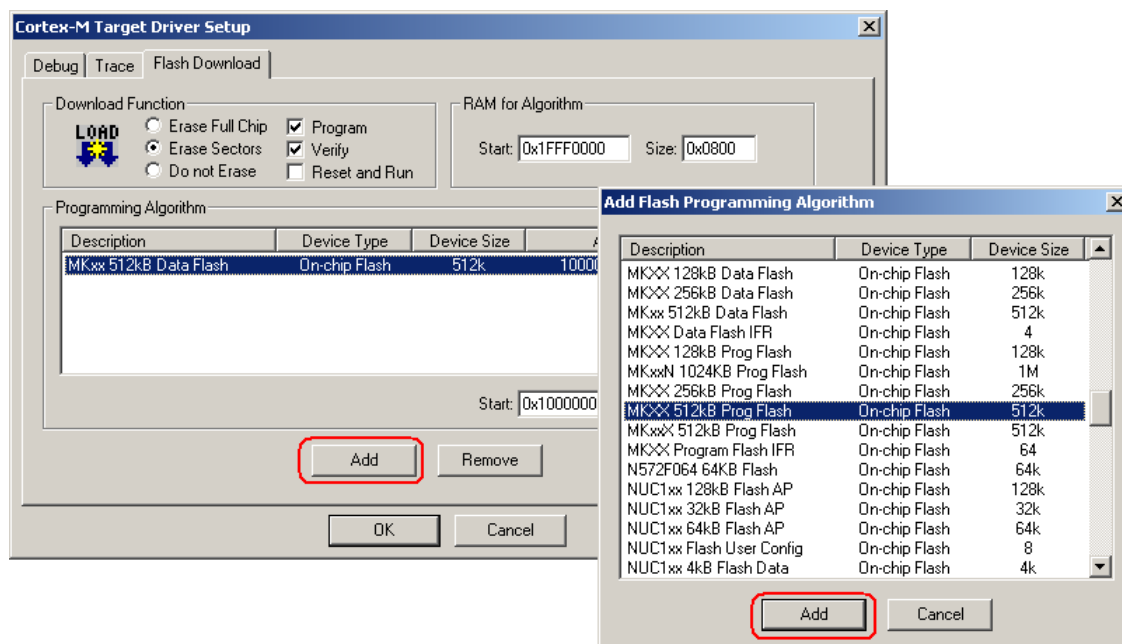 Cortex-M Target Driver Setup
Debug Trace Flash Download
Download Function
LOAD
Erase Full Chip
Program
Erase Sectors
Verify
Do not Erase
Reset and Run
RAM for Algorithm
Start: 0x1FFF0000 Size: 0x0800
Programming Algorithm
Description Device Type Device Size
MKxx 512kB Data Flash On-chip Flash 512k
Start: 0x1000000
Add Remove
OK Cancel
Add Flash Programming Algorithm
Description Device Type Device Size
MKXX 128kB Data Flash On-chip Flash 128k
MKXX 256kB Data Flash On-chip Flash 256k
MKxx 512kB Data Flash On-chip Flash 512k
MKXX Data Flash IFR On-chip Flash 4
MKXX 128kB Prog Flash On-chip Flash 128k
MKxxN 1024KB Prog Flash On-chip Flash 1M
MKXX 256kB Prog Flash On-chip Flash 256k
MKXX 512kB Prog Flash On-chip Flash 512k
MKxxX 512kB Prog Flash On-chip Flash 512k
MKXX Program Flash IFR On-chip Flash 64
N572F064 64KB Flash On-chip Flash 64k
NUC1xx 128kB Flash AP On-chip Flash 128k
NUC1xx 32kB Flash AP On-chip Flash 32k
NUC1xx 64kB Flash AP On-chip Flash 64k
NUC1xx Flash User Config On-chip Flash 8
NUC1xx 4kB Flash Data On-chip Flash 4k
Add Cancel